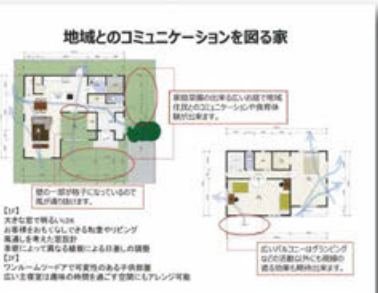 地域とのコミュニケーションを図る家
家庭菜園の出来る広いお庭で地域
住民とのコミュニケーションや食育体
験が出来ます。
壁の一部が格子になっているので
風が通り抜けます。
【1F】
大きな窓で明るいLDK
お客様をおもてなしできる和室やリビング
風通しを考えた窓設計
季節によって異なる植栽による日差しの調整
【2F】
ワンルームツードアで可変性のある子供部屋
広い主寝室は趣味の時間を過ごす空間にもアレンジ可能
広いバルコニーはグランピング
などの活動以外にも視線の
遮る効果も期待出来ます。